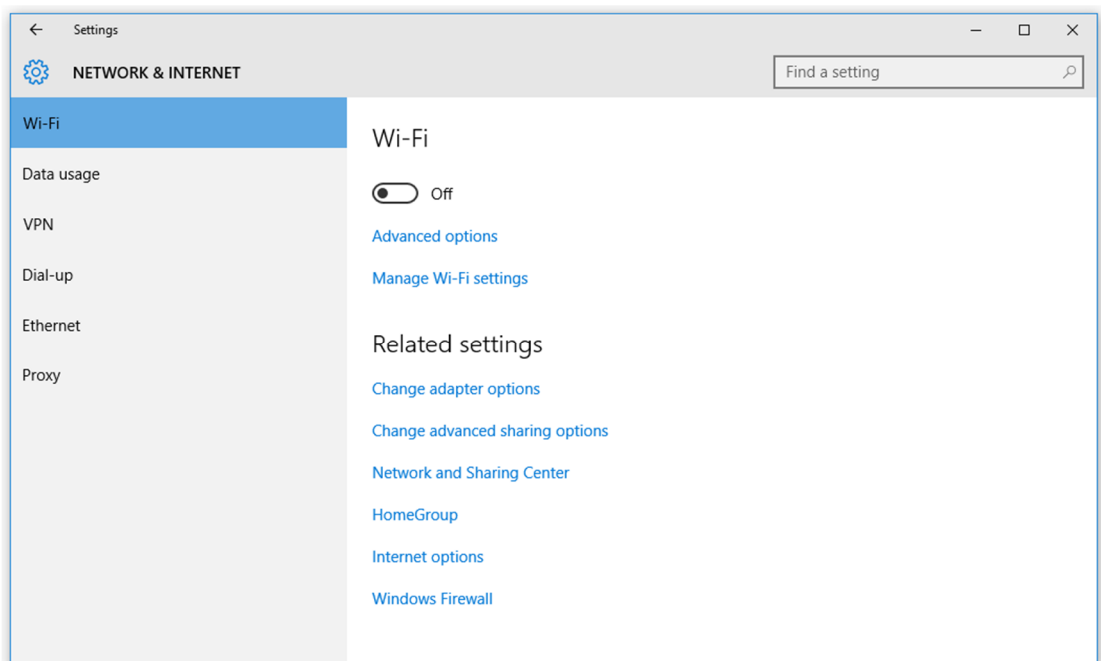 Settings
NETWORK & INTERNET
Find a setting
Wi-Fi
Data usage
VPN
Dial-up
Ethernet
Proxy
Wi-Fi
Off
Advanced options
Manage Wi-Fi settings
Related settings
Change adapter options
Change advanced sharing options
Network and Sharing Center
HomeGroup
Internet options
Windows Firewall